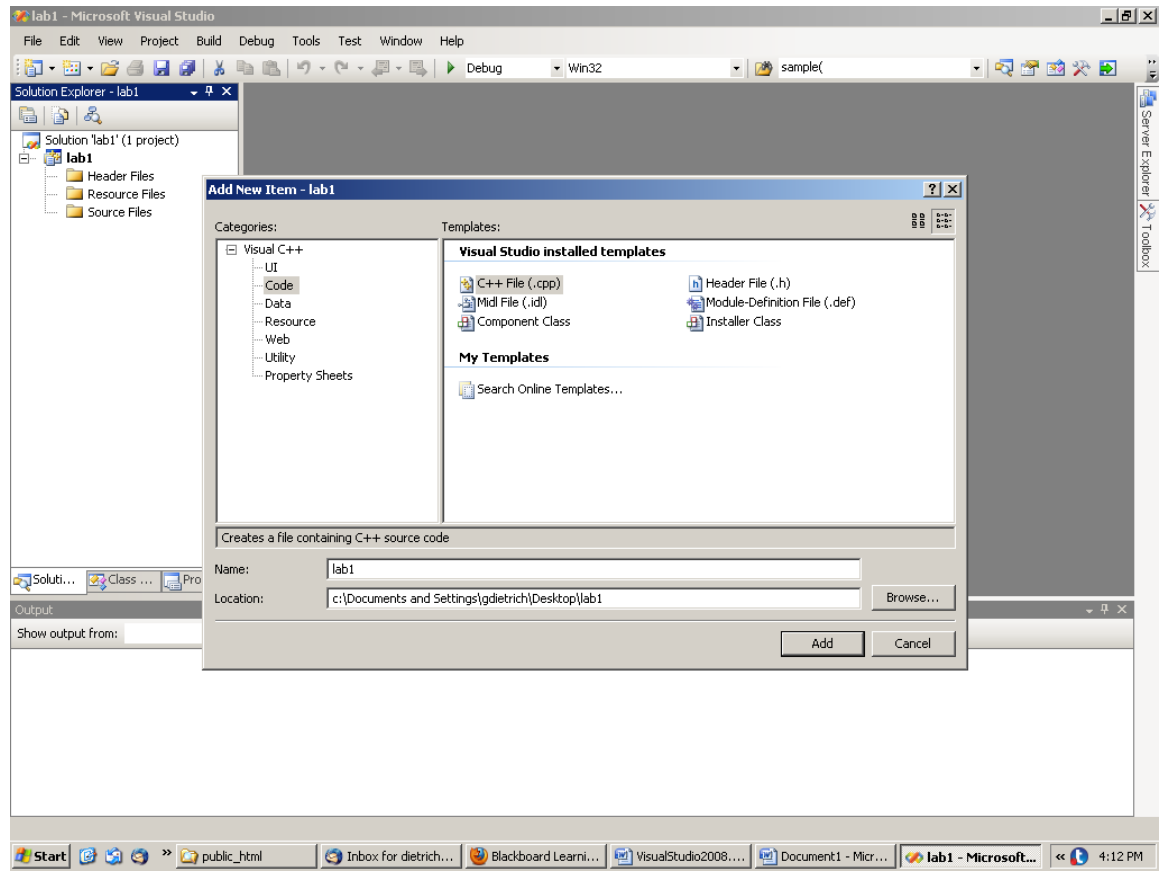 lab1 - Microsoft Visual Studio
File Edit View Project Build Debug Tools Test Window Help
Debug Win32 sample(
Solution Explorer - lab1
Solution 'lab1' (1 project)
lab1
Header Files
Resource Files
Source Files
Server Explorer
Toolbox
Add New Item - lab1
Categories:
Templates:
Visual C++
UI
Code
Data
Resource
Web
Utility
Property Sheets
Visual Studio installed templates
C++ File (.cpp) Header File (.h)
Midl File (.idl) Module-Definition File (.def)
Component Class Installer Class
My Templates
Search Online Templates...
Creates a file containing C++ source code
Name: lab1
Location: c:\Documents and Settings\gdietrich\Desktop\lab1 Browse...
Add Cancel
Soluti... Class ... Pro
Output
Show output from:
Start public_html Inbox for dietrich... Blackboard Learni... VisualStudio2008.... Document1 - Micr... lab1 - Microsoft... 4:12 PM